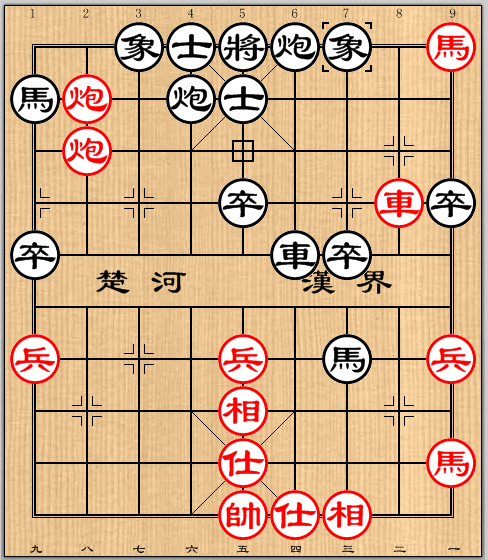 1 2 3 4 5 6 7 8 9
象 士 將 炮 象 馬
馬 炮 炮 士
炮
卒 車 卒
卒 車 卒
楚 河 漢 界
兵 兵 馬 兵
相
仕 馬
帥 仕 相
九 八 七 六 五 四 三 二 一